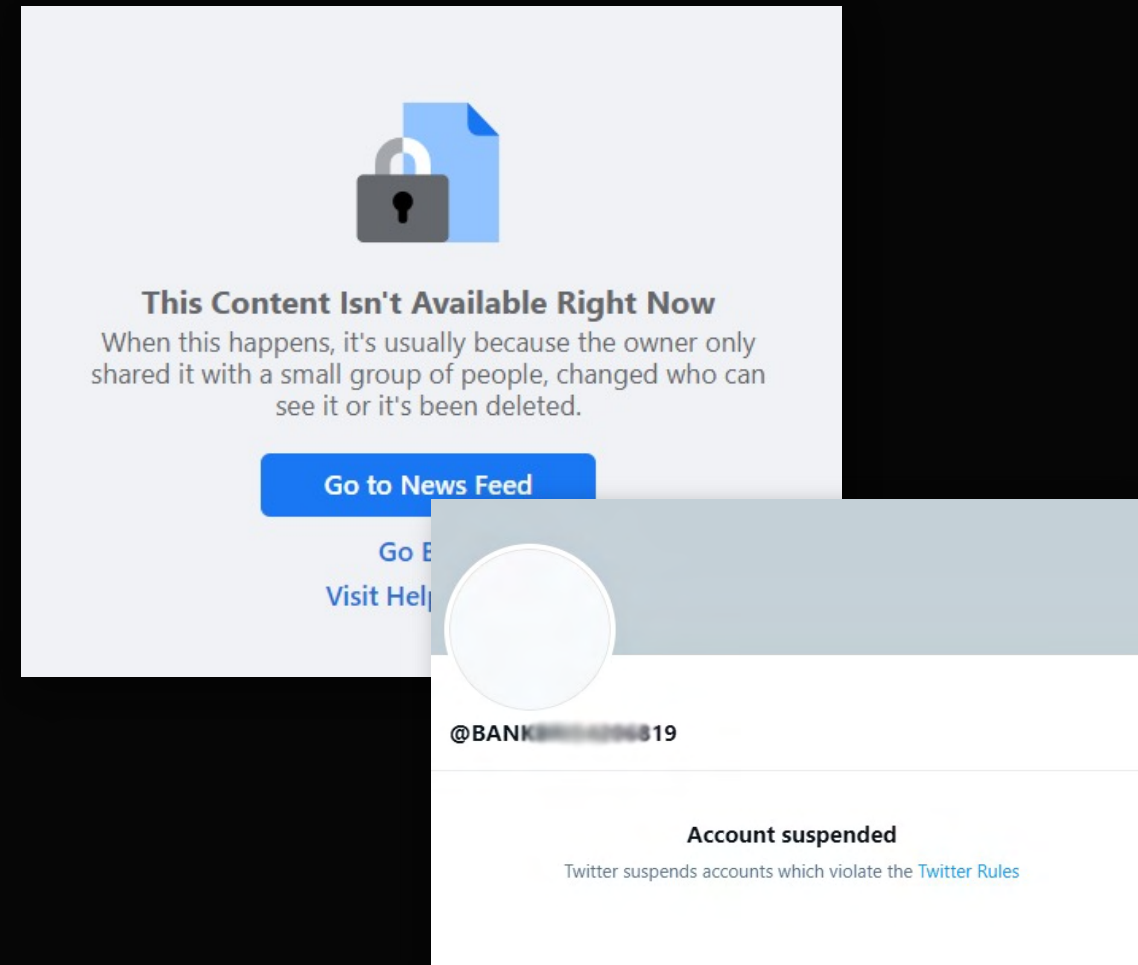 This Content Isn't Available Right Now
When this happens, it's usually because the owner only
shared it with a small group of people, changed who can
see it or it's been deleted.
Go to News Feed
Go
Visit
@BANK 819
Account suspended
Twitter suspends accounts which violate the Twitter Rules